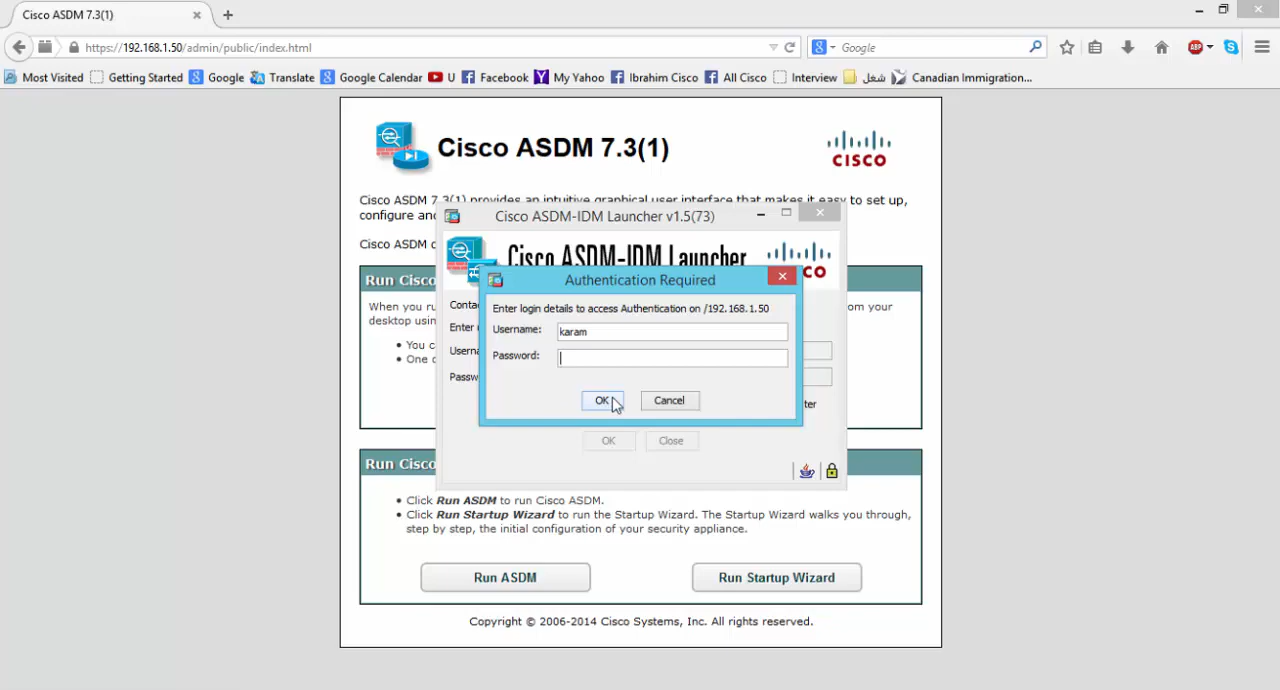 Cisco ASDM 7.3(1)
https://192.168.1.50/admin/public/index.html
Google
Most Visited Getting Started Google Translate Google Calendar U Facebook My Yahoo Ibrahim Cisco All Cisco Interview شغل Canadian Immigration...
Cisco ASDM 7.3(1)
CISCO
Cisco ASDM 7.3(1) provides an intuitive graphical user interface that makes it easy to set up,
configure and
Cisco ASDM
Cisco ASDM-IDM Launcher v1.5(73)
Cisco ASDM-IDM Launcher
Authentication Required
Enter login details to access Authentication on /192.168.1.50
Username: karam
Password:
OK Cancel
OK Close
Run Cisco
When you ru
desktop usin
om your
• You c
• One
Enter
Passw
ter
Run Cisco
• Click Run ASDM to run Cisco ASDM.
• Click Run Startup Wizard to run the Startup Wizard. The Startup Wizard walks you through,
step by step, the initial configuration of your security appliance.
Run ASDM Run Startup Wizard
Copyright © 2006-2014 Cisco Systems, Inc. All rights reserved.